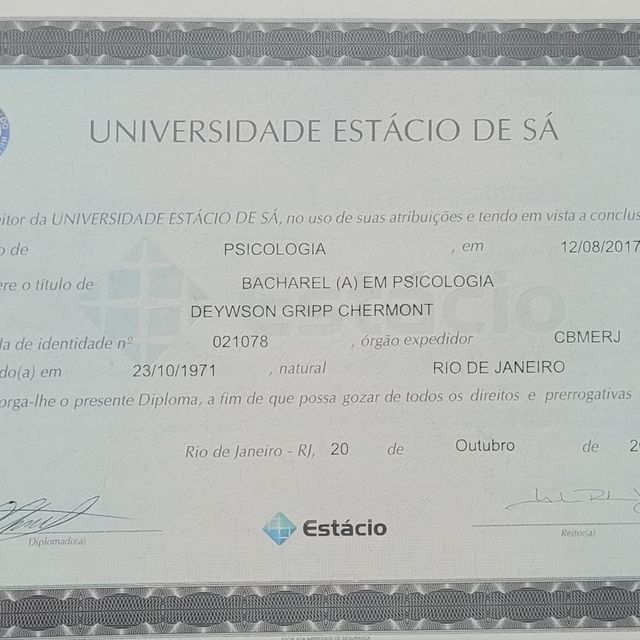 UNIVERSIDADE ESTÁCIO DE SÁ
itor da UNIVERSIDADE ESTÁCIO DE SÁ, no uso de suas atribuições e tendo em vista a conclus
o de PSICOLOGIA , em 12/08/2017
ere o título de BACHAREL (A) EM PSICOLOGIA
DEYWSON GRIPP CHERMONT
la de identidade nº 021078 , órgão expedidor CBMERJ
do(a) em 23/10/1971 , natural RIO DE JANEIRO
orga-lhe o presente Diploma, a fim de que possa gozar de todos os direitos e prerrogativas
Rio de Janeiro - RJ, 20 de Outubro de 2
Diplomado(a)
Estácio
Reitor(a)